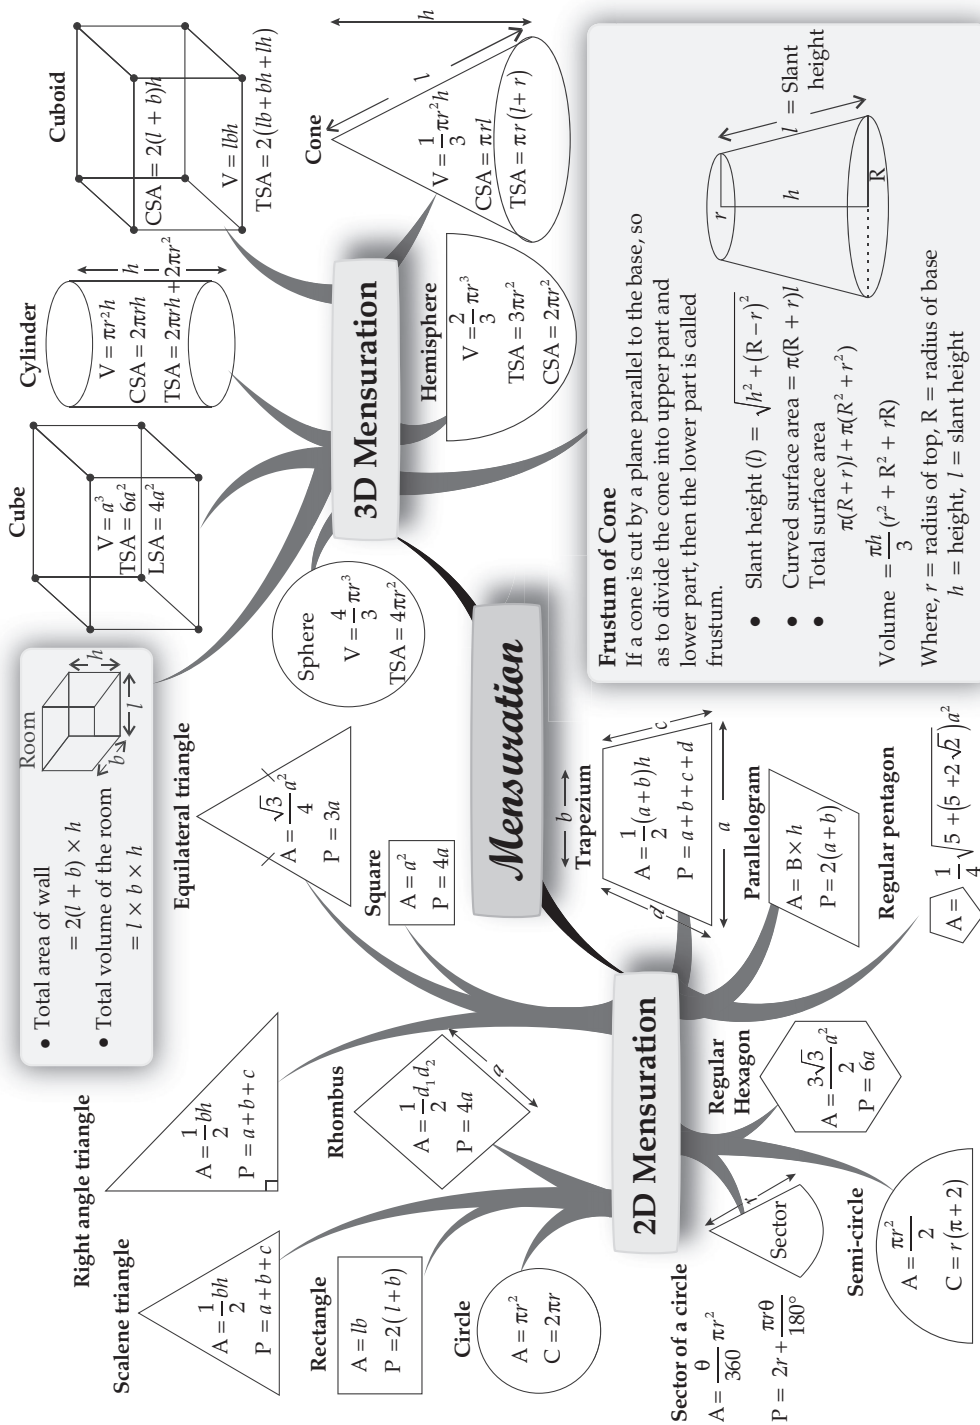 Mensuration
2D Mensuration
Scalene triangle
A = 1/2 bh
P = a + b + c
Right angle triangle
A = 1/2 bh
P = a + b + c
Equilateral triangle
A = √3/4 a²
P = 3a
Square
A = a²
P = 4a
Rhombus
A = 1/2 d₁d₂
P = 4a
a
Rectangle
A = lb
P = 2(l + b)
Circle
A = πr²
C = 2πr
Sector of a circle
A = θ/360 πr²
P = 2r + πrθ/180°
Sector
r
Semi-circle
A = πr²/2
C = r(π + 2)
Regular
Hexagon
A = 3√3/2 a²
P = 6a
Regular pentagon
A = 1/4 √5 + (5 + 2√2) a²
Parallelogram
A = B × h
P = 2(a + b)
Trapezium
b
A = 1/2 (a + b)h
P = a + b + c + d
a
c
d
3D Mensuration
Room
h
l
b
• Total area of wall
= 2(l + b) × h
• Total volume of the room
= l × b × h
Cube
V = a³
TSA = 6a²
LSA = 4a²
Cylinder
V = πr²h
CSA = 2πrh
TSA = 2πrh + 2πr²
h
Cuboid
CSA = 2(l + b)h
V = lbh
TSA = 2(lb + bh + lh)
Cone
h
l
V = 1/3 πr²h
CSA = πrl
TSA = πr(l + r)
Hemisphere
V = 2/3 πr³
TSA = 3πr²
CSA = 2πr²
Sphere
V = 4/3 πr³
TSA = 4πr²
Frustum of Cone
If a cone is cut by a plane parallel to the base, so
as to divide the cone into upper part and
lower part, then the lower part is called
frustum.
• Slant height (l) = √h² + (R – r)²
• Curved surface area = π(R + r)l
• Total surface area
π(R + r)l + π(R² + r²)
Volume = πh/3 (r² + R² + rR)
Where, r = radius of top, R = radius of base
h = height, l = slant height
r
h
R
l = Slant
height